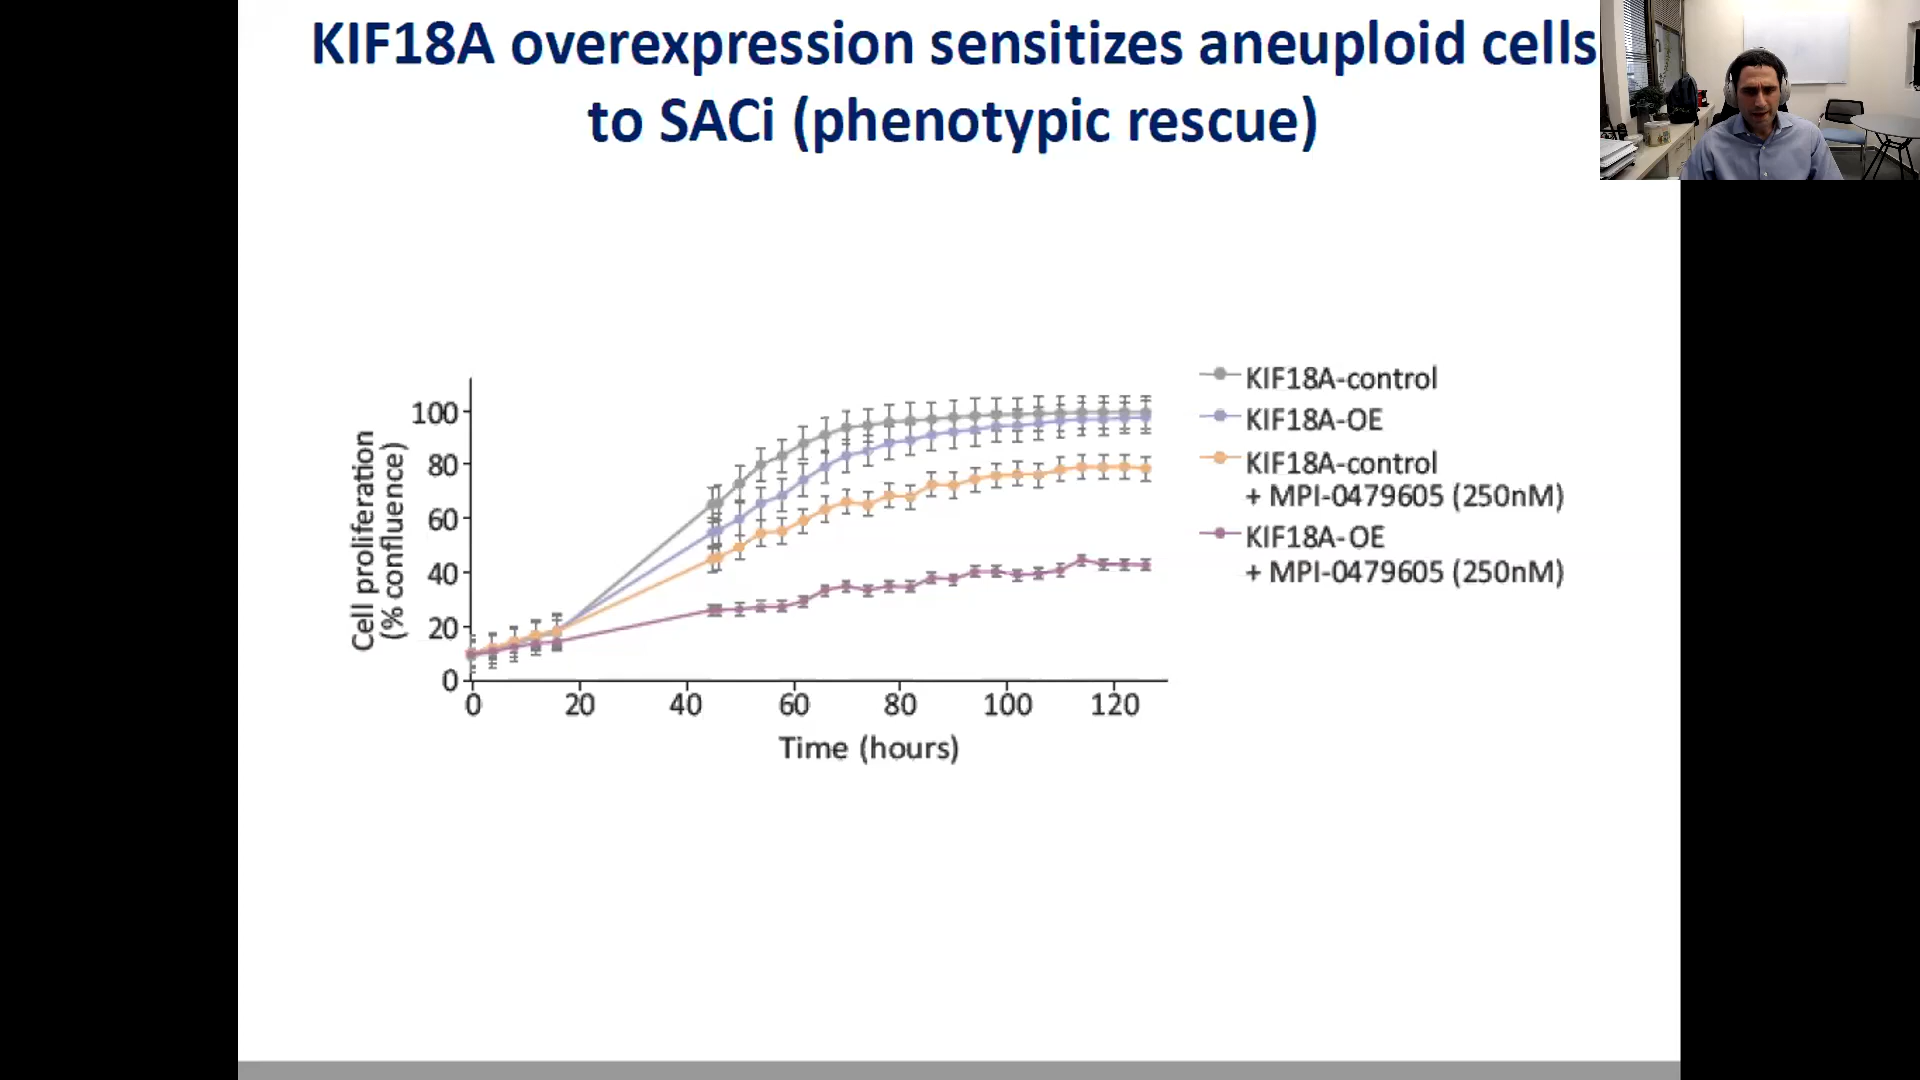 KIF18A overexpression sensitizes aneuploid cells
to SACi (phenotypic rescue)
Cell proliferation
(% confluence)
100
80
60
40
20
0
0 20 40 60 80 100 120
Time (hours)
KIF18A-control
KIF18A-OE
KIF18A-control
+ MPI-0479605 (250nM)
KIF18A-OE
+ MPI-0479605 (250nM)